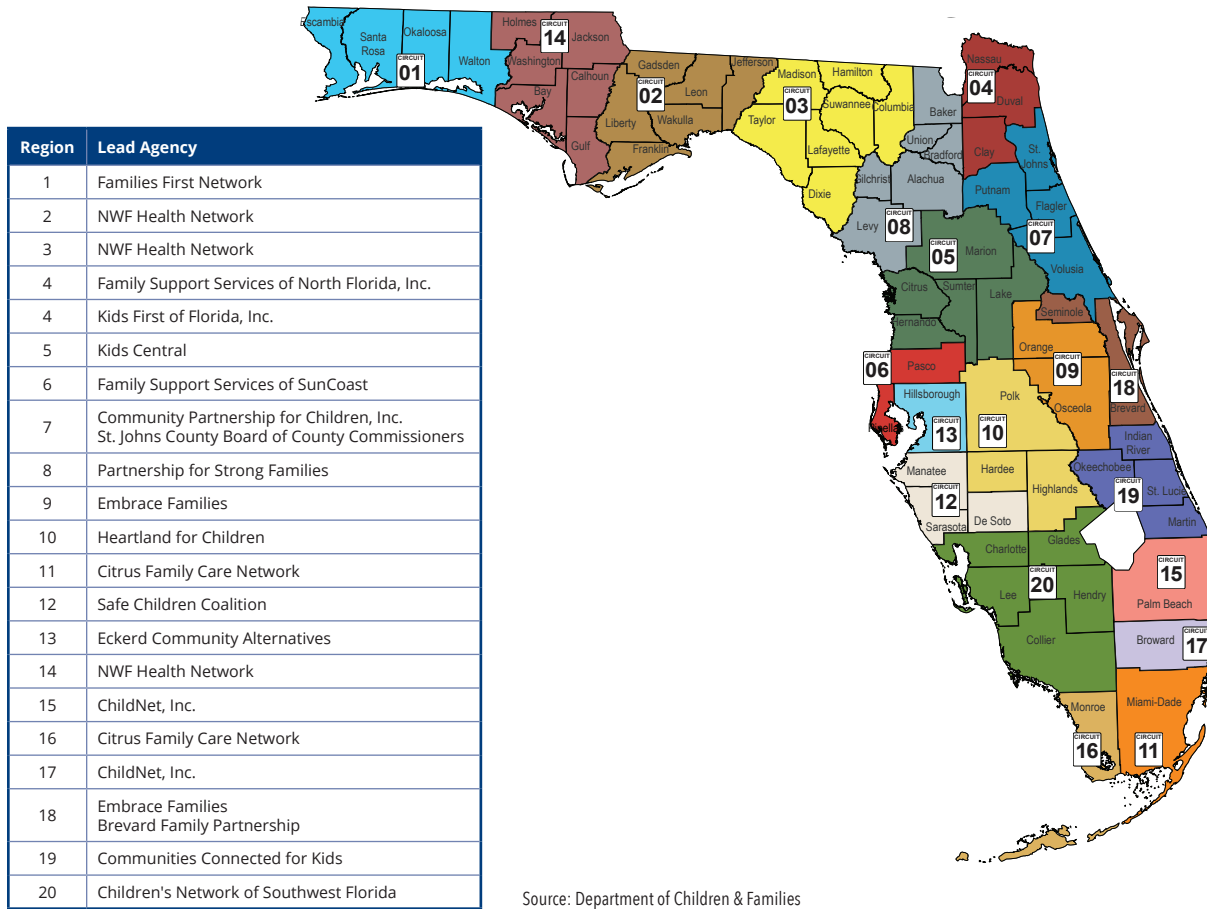 Region Lead Agency
1 Families First Network
2 NWF Health Network
3 NWF Health Network
4 Family Support Services of North Florida, Inc.
4 Kids First of Florida, Inc.
5 Kids Central
6 Family Support Services of SunCoast
7 Community Partnership for Children, Inc.
St. Johns County Board of County Commissioners
8 Partnership for Strong Families
9 Embrace Families
10 Heartland for Children
11 Citrus Family Care Network
12 Safe Children Coalition
13 Eckerd Community Alternatives
14 NWF Health Network
15 ChildNet, Inc.
16 Citrus Family Care Network
17 ChildNet, Inc.
18 Embrace Families
Brevard Family Partnership
19 Communities Connected for Kids
20 Children's Network of Southwest Florida
Escambia
Santa
Rosa
Okaloosa
Walton
CIRCUIT
01
Holmes
Jackson
Washington
Calhoun
Bay
Gulf
CIRCUIT
14
Gadsden
Jefferson
Leon
Liberty
Wakulla
Franklin
CIRCUIT
02
Madison
Hamilton
Suwannee
Columbia
Taylor
Lafayette
Dixie
CIRCUIT
03
Nassau
Duval
Clay
CIRCUIT
04
Baker
Union
Bradford
Gilchrist
Alachua
Levy
CIRCUIT
08
St.
Johns
Putnam
Flagler
Volusia
CIRCUIT
07
Marion
Citrus
Sumter
Lake
Hernando
CIRCUIT
05
Pasco
Pinellas
CIRCUIT
06
Seminole
Brevard
CIRCUIT
18
Orange
Osceola
CIRCUIT
09
Hillsborough
CIRCUIT
13
Polk
Hardee
Highlands
CIRCUIT
10
Manatee
Sarasota
De Soto
CIRCUIT
12
Indian
River
Okeechobee
St. Lucie
Martin
CIRCUIT
19
Charlotte
Glades
Lee
Hendry
Collier
CIRCUIT
20
CIRCUIT
15
Palm Beach
Broward
CIRCUIT
17
Miami-Dade
CIRCUIT
11
Monroe
CIRCUIT
16
Source: Department of Children & Families